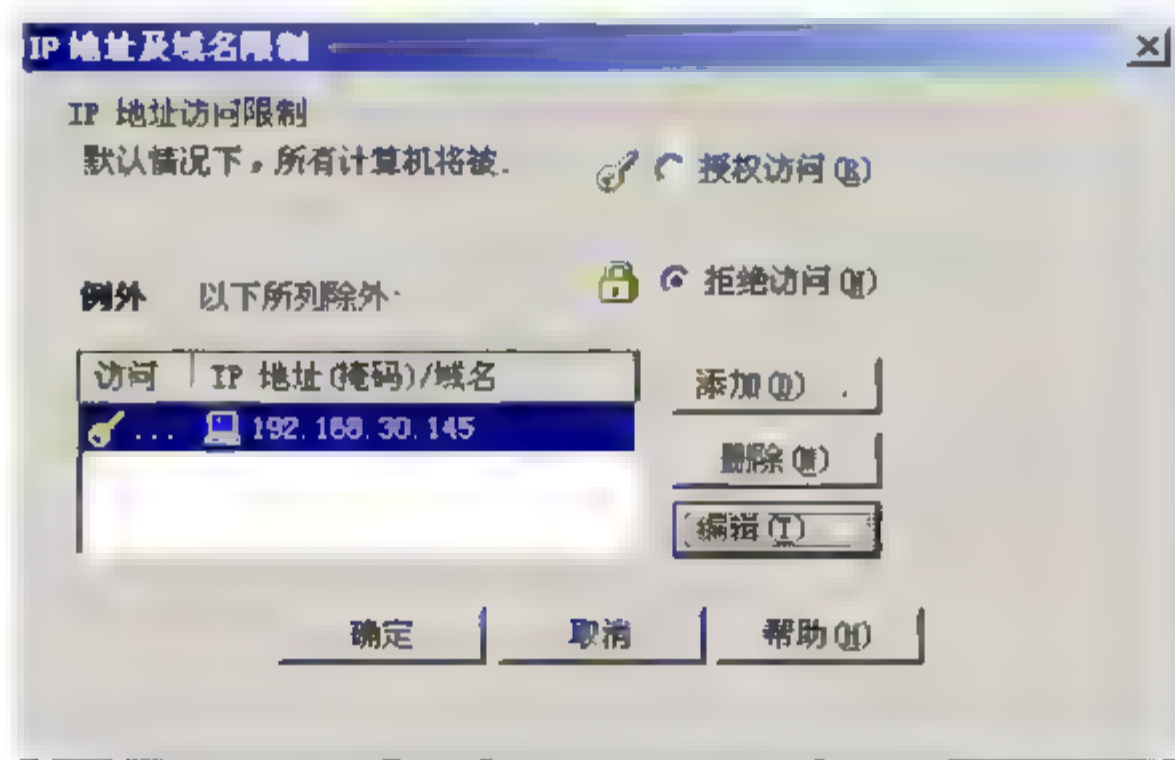 IP 地址及域名限制
IP 地址访问限制
默认情况下,所有计算机将被.
授权访问(R)
拒绝访问(N)
例外 以下所列除外:
访问 IP 地址(掩码)/域名
... 192.168.30.145
添加(D) .
删除(M)
编辑(T)
确定 取消 帮助(H)